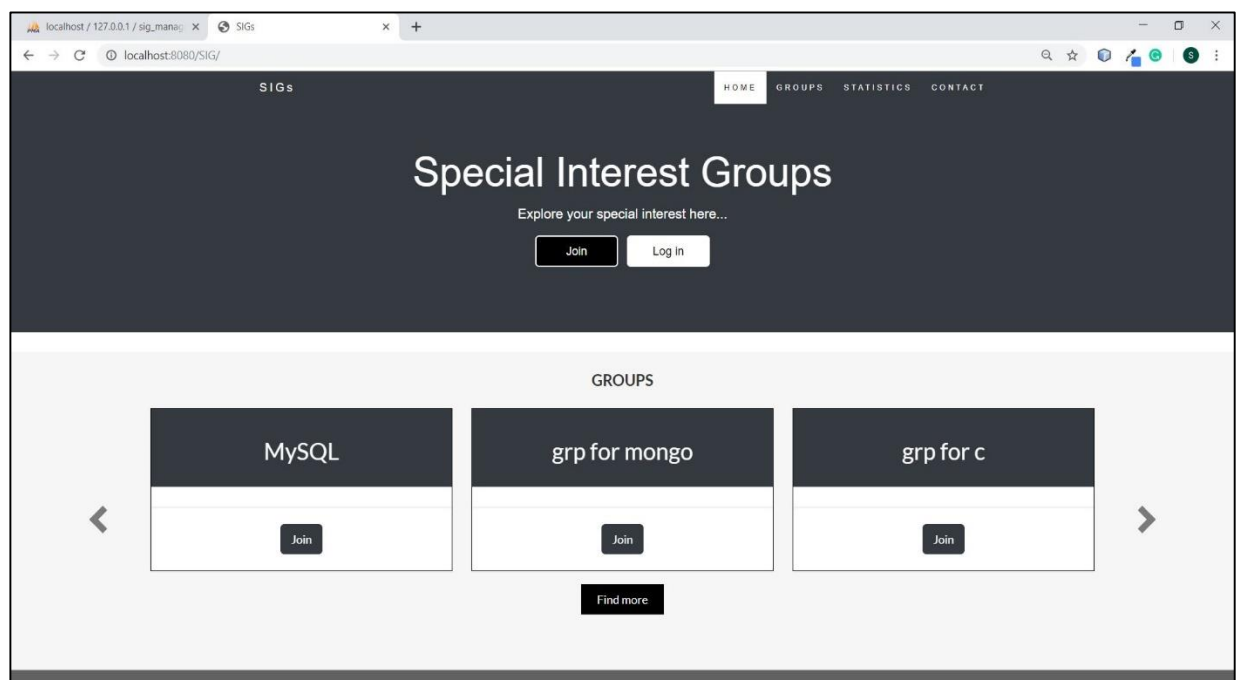 localhost / 127.0.0.1 / sig_manag
SIGs
localhost:8080/SIG/
S
SIGs
HOME GROUPS STATISTICS CONTACT
Special Interest Groups
Explore your special interest here...
Join Log in
GROUPS
MySQL grp for mongo grp for c
Join Join Join
Find more